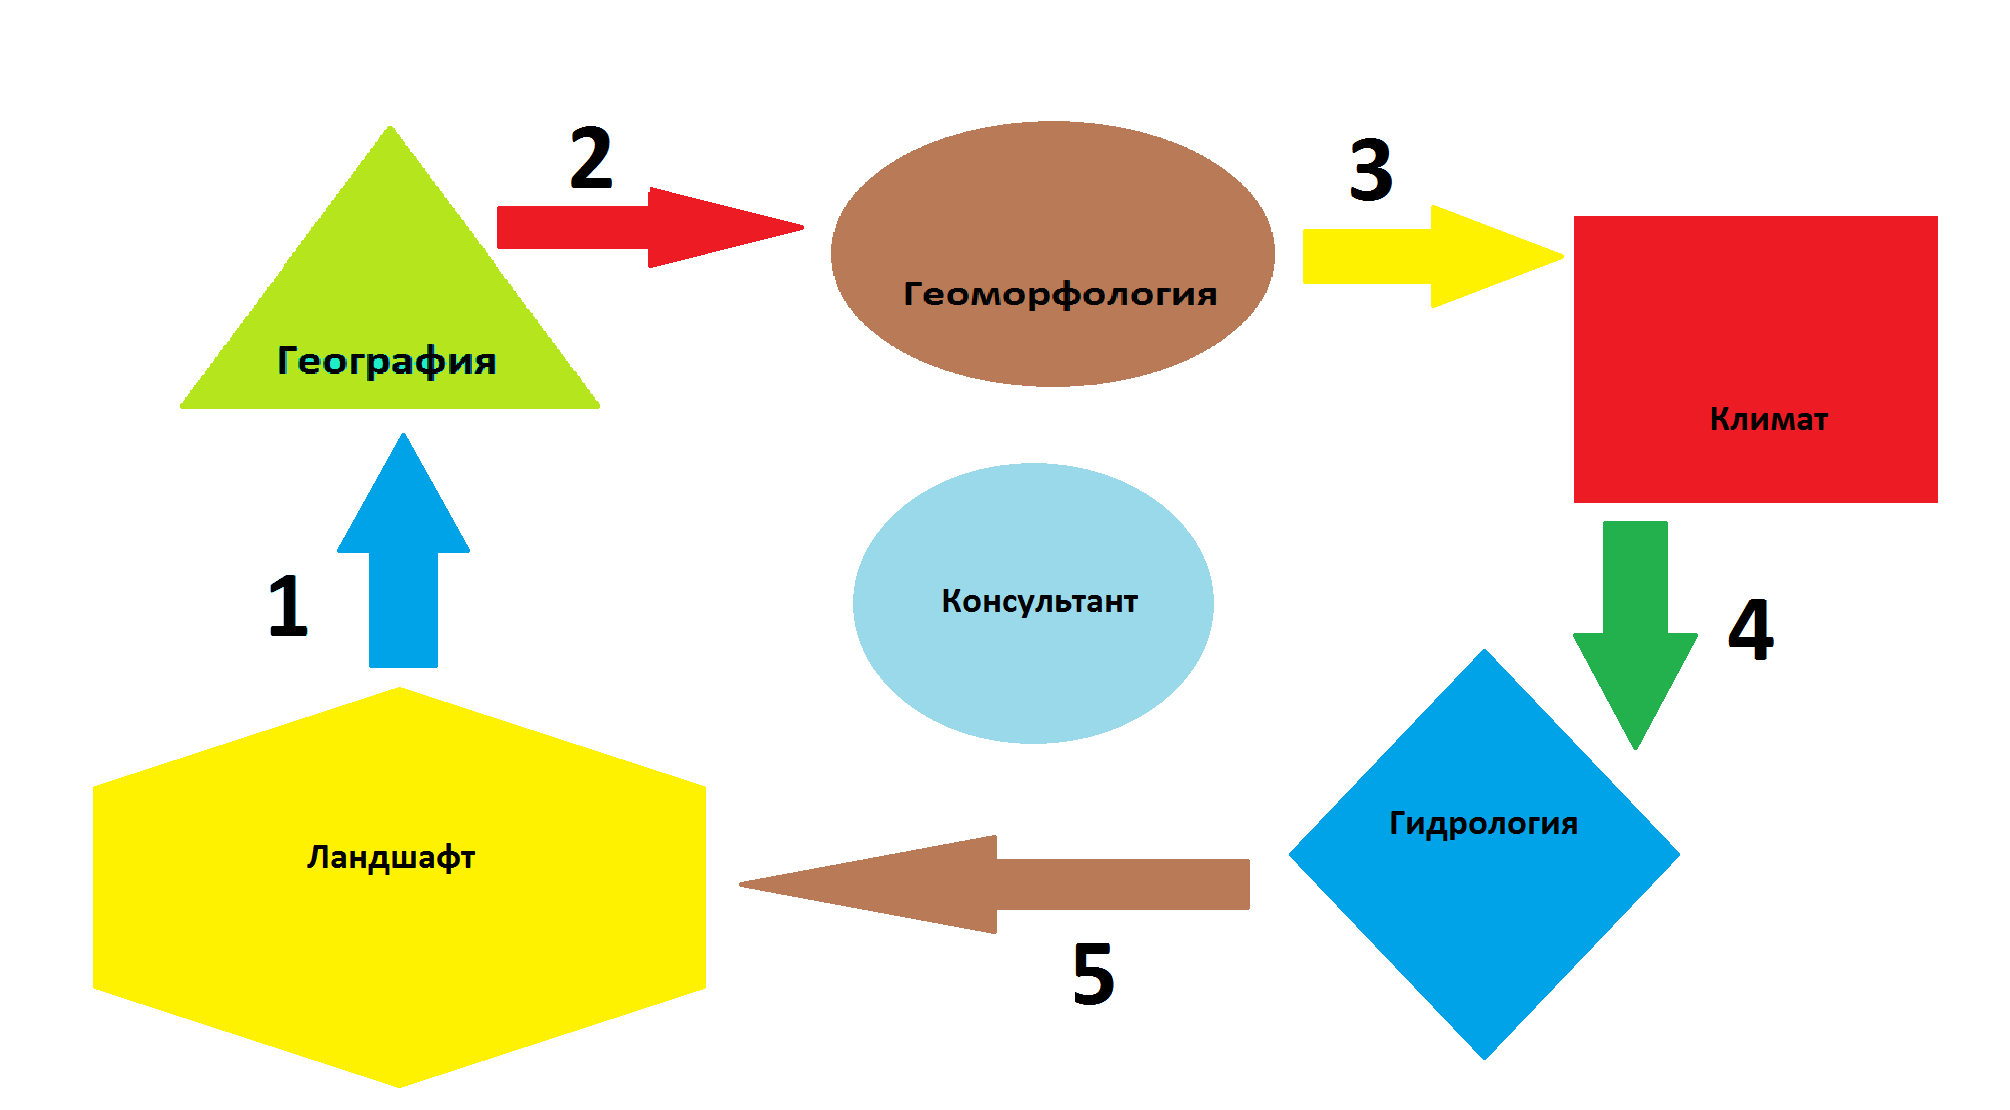 2
3
География
Геоморфология
Климат
1
Консультант
4
Ландшафт
Гидрология
5